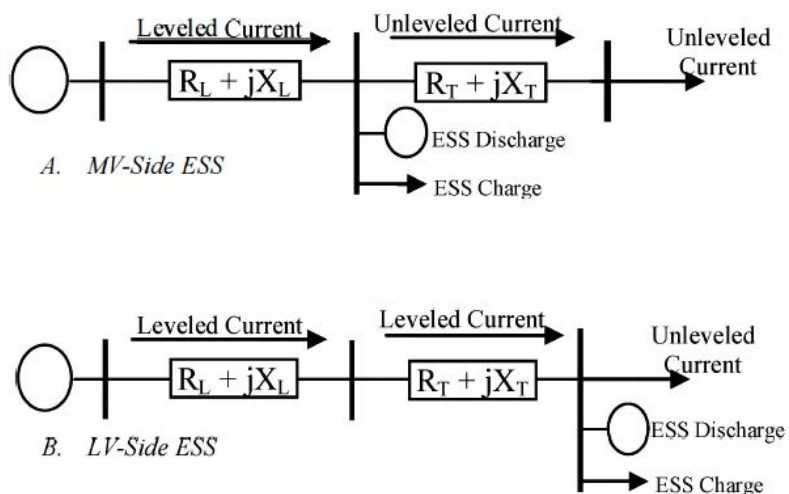 Leveled Current
Unleveled Current
Unleveled
Current
R_L + jX_L
R_T + jX_T
ESS Discharge
A. MV-Side ESS
ESS Charge
Leveled Current
Leveled Current
Unleveled
Current
R_L + jX_L
R_T + jX_T
ESS Discharge
B. LV-Side ESS
ESS Charge